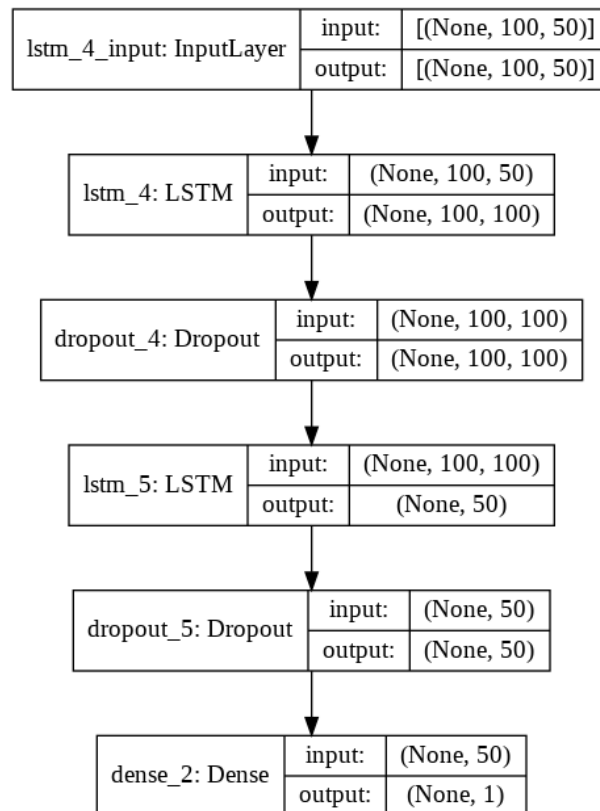 lstm_4_input: InputLayer
input: [(None, 100, 50)]
output: [(None, 100, 50)]
lstm_4: LSTM
input: (None, 100, 50)
output: (None, 100, 100)
dropout_4: Dropout
input: (None, 100, 100)
output: (None, 100, 100)
lstm_5: LSTM
input: (None, 100, 100)
output: (None, 50)
dropout_5: Dropout
input: (None, 50)
output: (None, 50)
dense_2: Dense
input: (None, 50)
output: (None, 1)